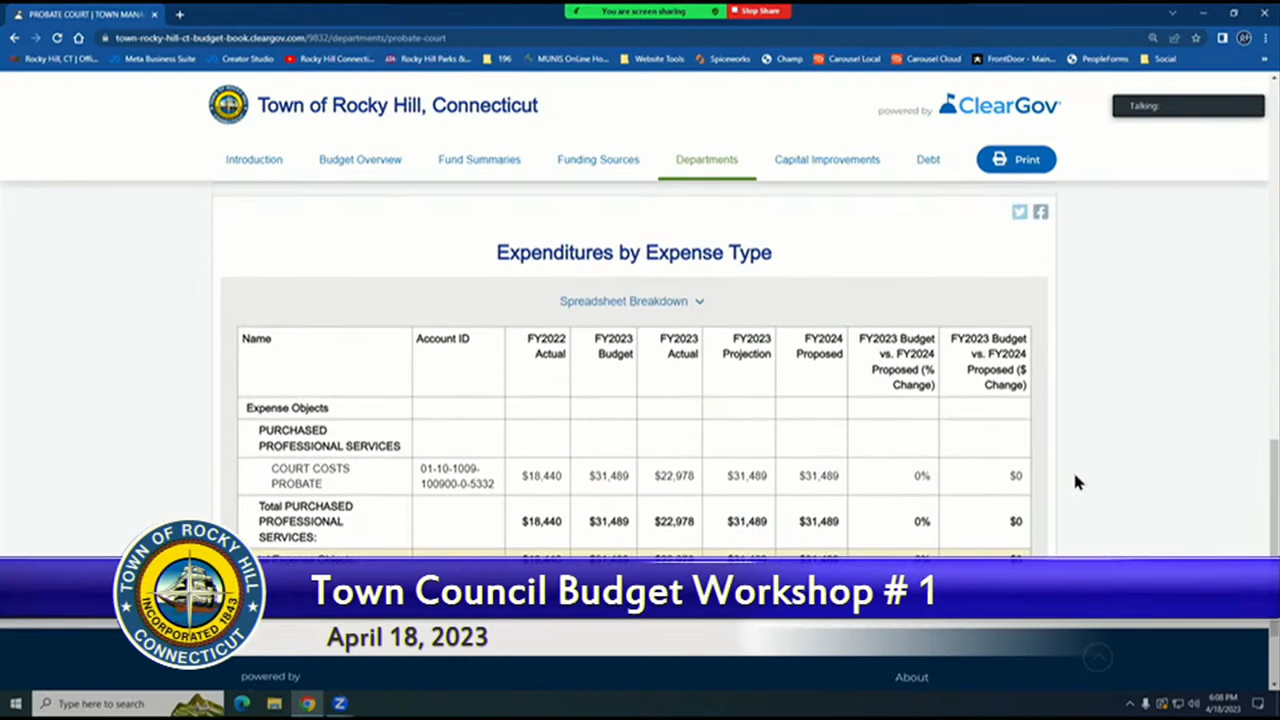 PROBATE COURT | TOWN MANA
You are screen sharing
Stop Share
town-rocky-hill-ct-budget-book.cleargov.com/9832/departments/probate-court
Rocky Hill, CT | Offi... Meta Business Suite Creator Studio Rocky Hill Connecti... Rocky Hill Parks &... 196 MUNIS OnLine Ho... Website Tools Spiceworks Champ Carousel Local Carousel Cloud FrontDoor - Main... PeopleForms Social
Town of Rocky Hill, Connecticut
powered by ClearGov
Talking:
Introduction Budget Overview Fund Summaries Funding Sources Departments Capital Improvements Debt Print
Expenditures by Expense Type
Spreadsheet Breakdown
Name Account ID FY2022 FY2023 FY2023 FY2023 FY2024 FY2023 Budget FY2023 Budget
Actual Budget Actual Projection Proposed vs. FY2024 vs. FY2024
Proposed (% Proposed ($
Change) Change)
Expense Objects
PURCHASED
PROFESSIONAL SERVICES
COURT COSTS 01-10-1009-
PROBATE 100900-0-5332 $18,440 $31,489 $22,978 $31,489 $31,489 0% $0
Total PURCHASED
PROFESSIONAL $18,440 $31,489 $22,978 $31,489 $31,489 0% $0
SERVICES:
TOWN OF ROCKY HILL
INCORPORATED 1843
CONNECTICUT
Town Council Budget Workshop # 1
April 18, 2023
powered by About
Type here to search
6:08 PM
4/18/2023